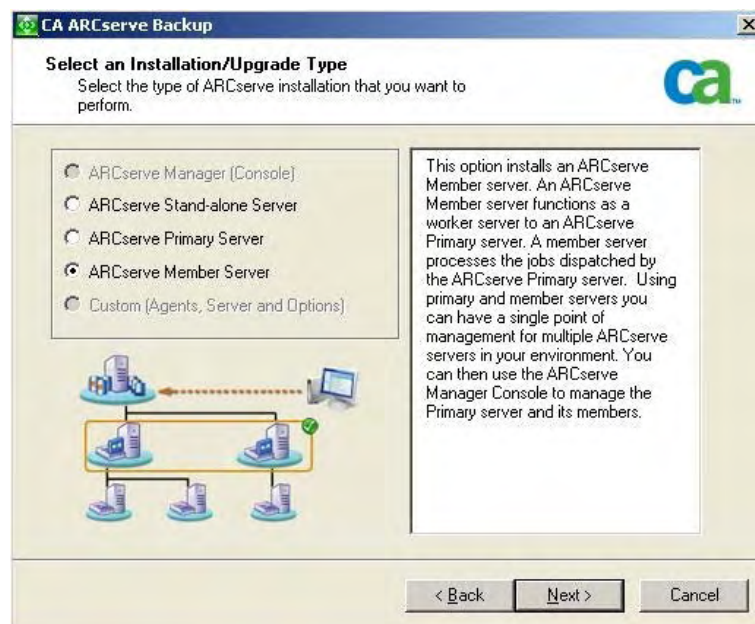 CA ARCserve Backup
Select an Installation/Upgrade Type
Select the type of ARCserve installation that you want to
perform.
ca
ARCserve Manager (Console)
ARCserve Stand-alone Server
ARCserve Primary Server
ARCserve Member Server
Custom (Agents, Server and Options)
This option installs an ARCserve
Member server. An ARCserve
Member server functions as a
worker server to an ARCserve
Primary server. A member server
processes the jobs dispatched by
the ARCserve Primary server. Using
primary and member servers you
can have a single point of
management for multiple ARCserve
servers in your environment. You
can then use the ARCserve
Manager Console to manage the
Primary server and its members.
< Back
Next >
Cancel